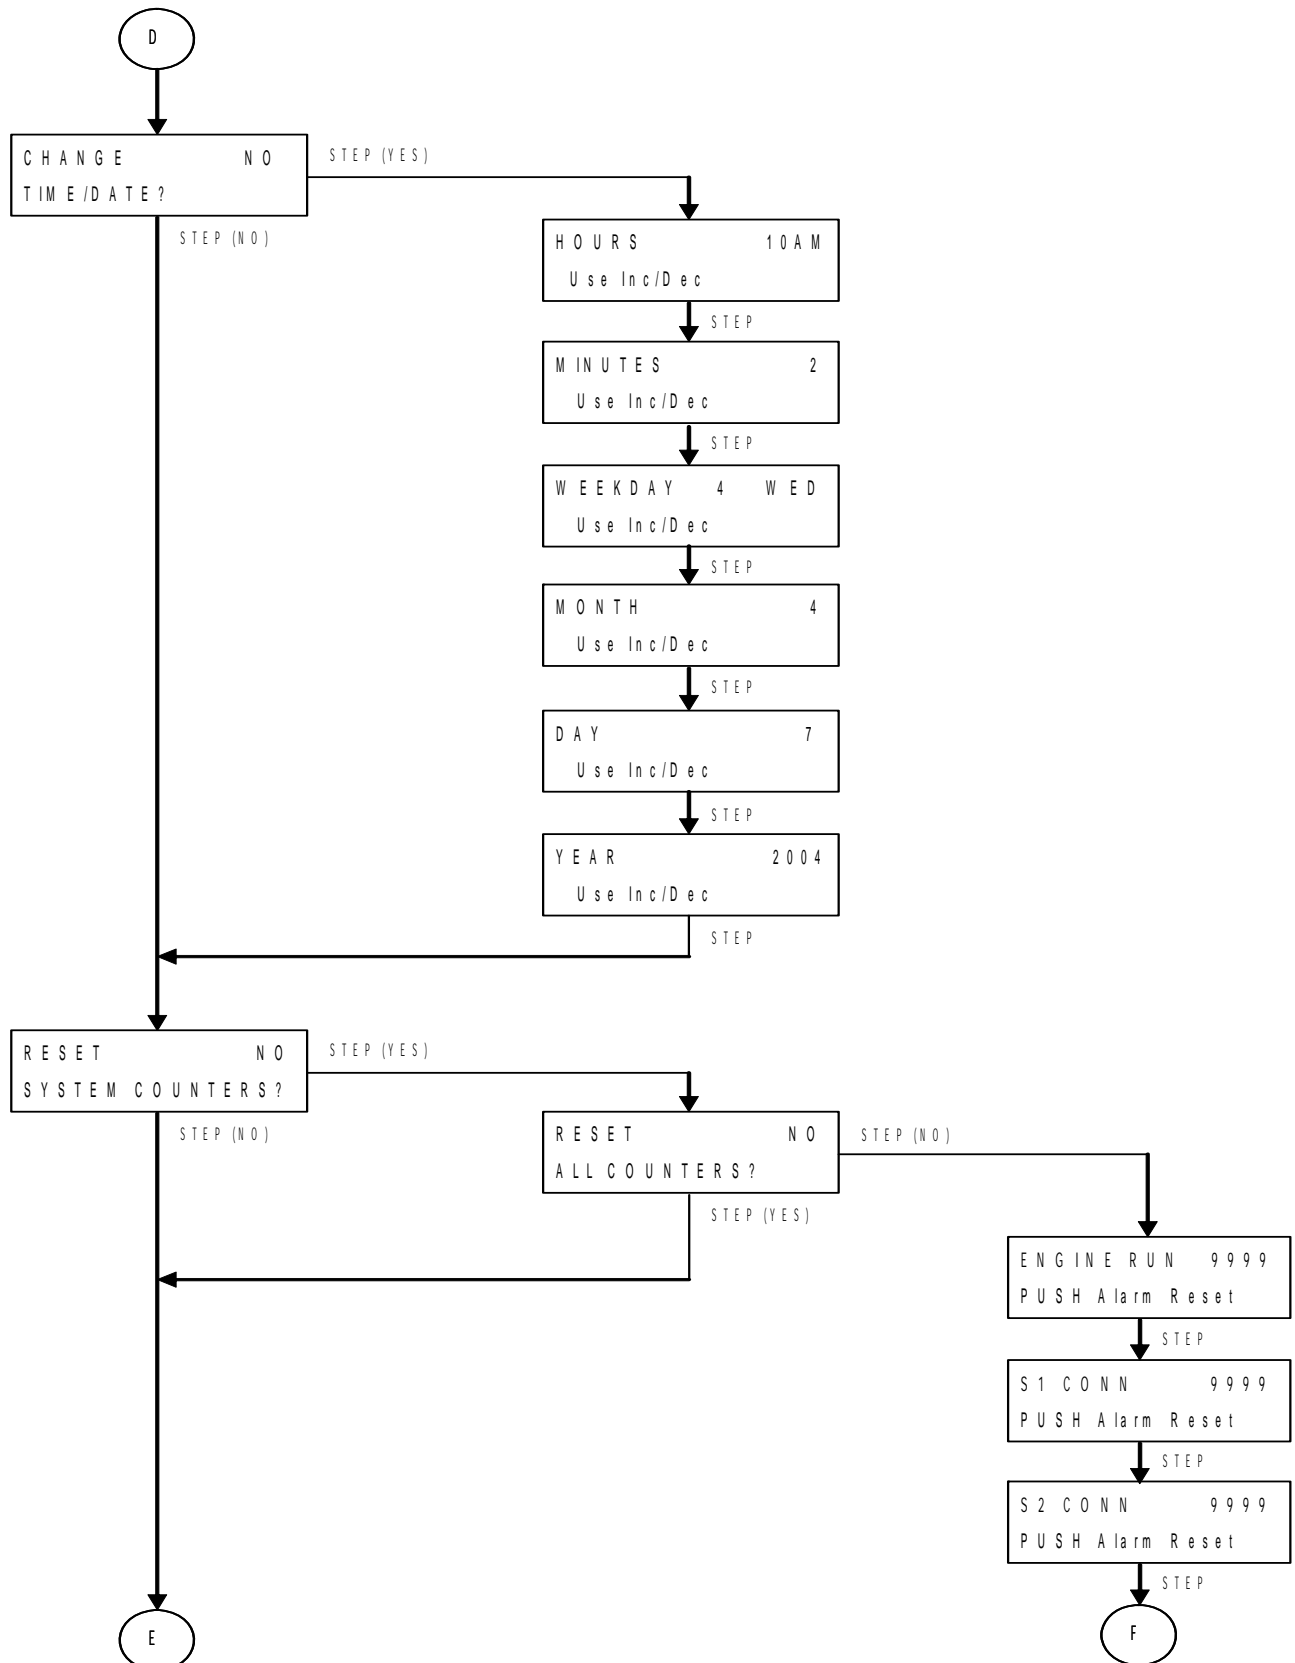 D
CHANGE NO
TIME/DATE?
STEP (YES)
STEP (NO)
HOURS 10AM
Use Inc/Dec
STEP
MINUTES 2
Use Inc/Dec
STEP
WEEKDAY 4 WED
Use Inc/Dec
STEP
MONTH 4
Use Inc/Dec
STEP
DAY 7
Use Inc/Dec
STEP
YEAR 2004
Use Inc/Dec
STEP
RESET NO
SYSTEM COUNTERS?
STEP (YES)
STEP (NO)
RESET NO
ALL COUNTERS?
STEP (NO)
STEP (YES)
ENGINE RUN 9999
PUSH Alarm Reset
STEP
S1 CONN 9999
PUSH Alarm Reset
STEP
S2 CONN 9999
PUSH Alarm Reset
STEP
E
F